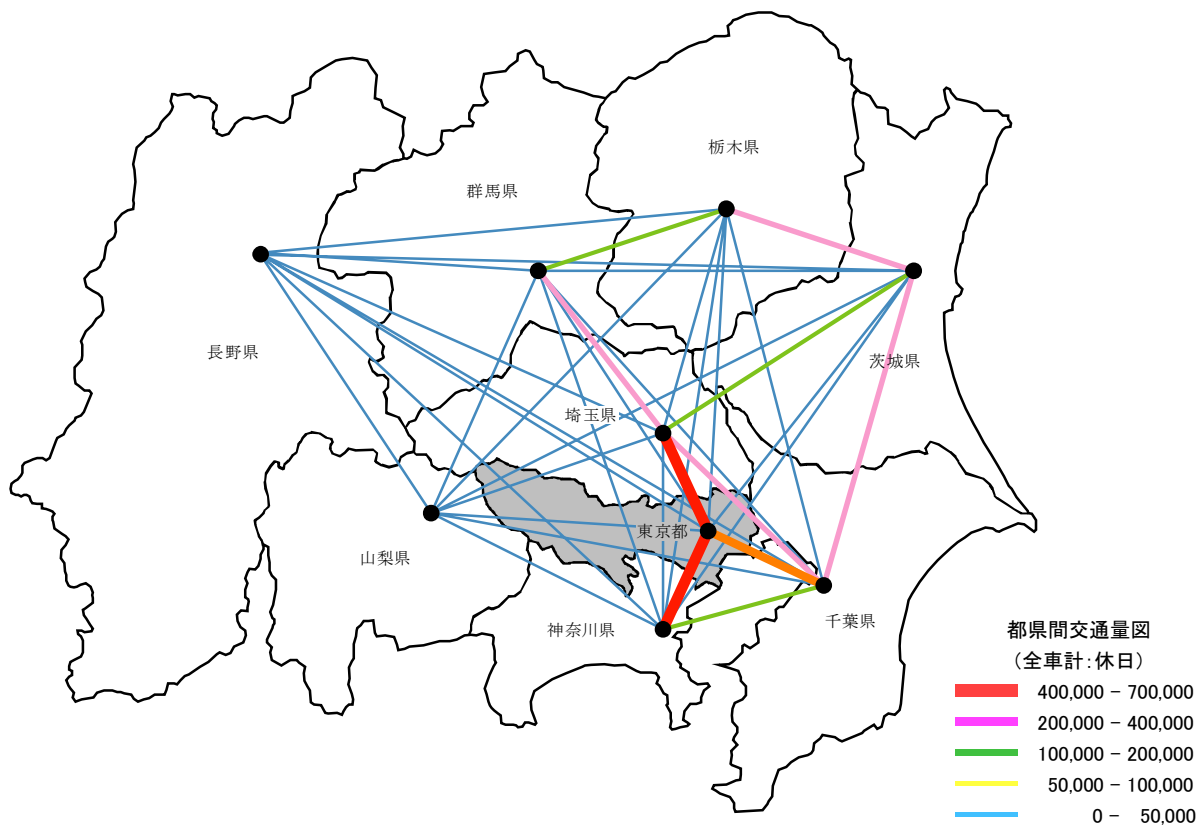 栃木県
群馬県
長野県
茨城県
埼玉県
東京都
山梨県
千葉県
神奈川県
都県間交通量図
(全車計:休日)
400,000 − 700,000
200,000 − 400,000
100,000 − 200,000
50,000 − 100,000
0 − 50,000